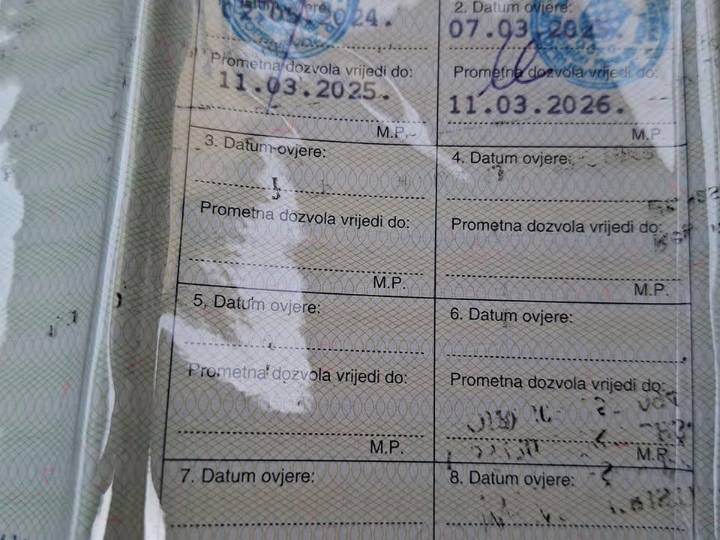 2. Datum ovjere:
2024.
07.03.2025.
Prometna dozvola vrijedi do:
Prometna dozvola vrijedi do:
11.03.2025.
11.03.2026.
M.P.
M.P.
3. Datum ovjere:
4. Datum ovjere:
Prometna dozvola vrijedi do:
Prometna dozvola vrijedi do:
M.P.
M.P.
5. Datum ovjere:
6. Datum ovjere:
Prometna dozvola vrijedi do:
Prometna dozvola vrijedi do:
M.P.
M.P.
7. Datum ovjere:
8. Datum ovjere: